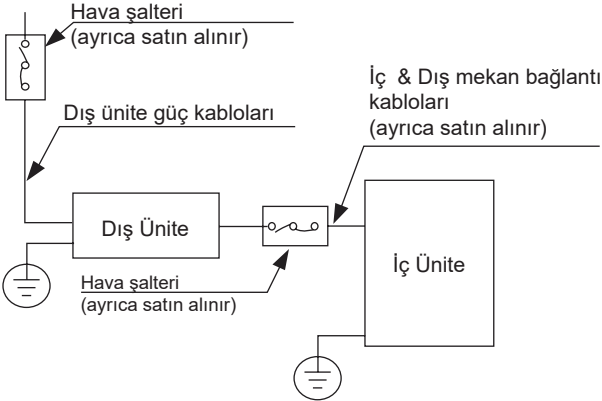 Hava şalteri
(ayrıca satın alınır)
İç & Dış mekan bağlantı
kabloları
(ayrıca satın alınır)
Dış ünite güç kabloları
Dış Ünite
İç Ünite
Hava şalteri
(ayrıca satın alınır)